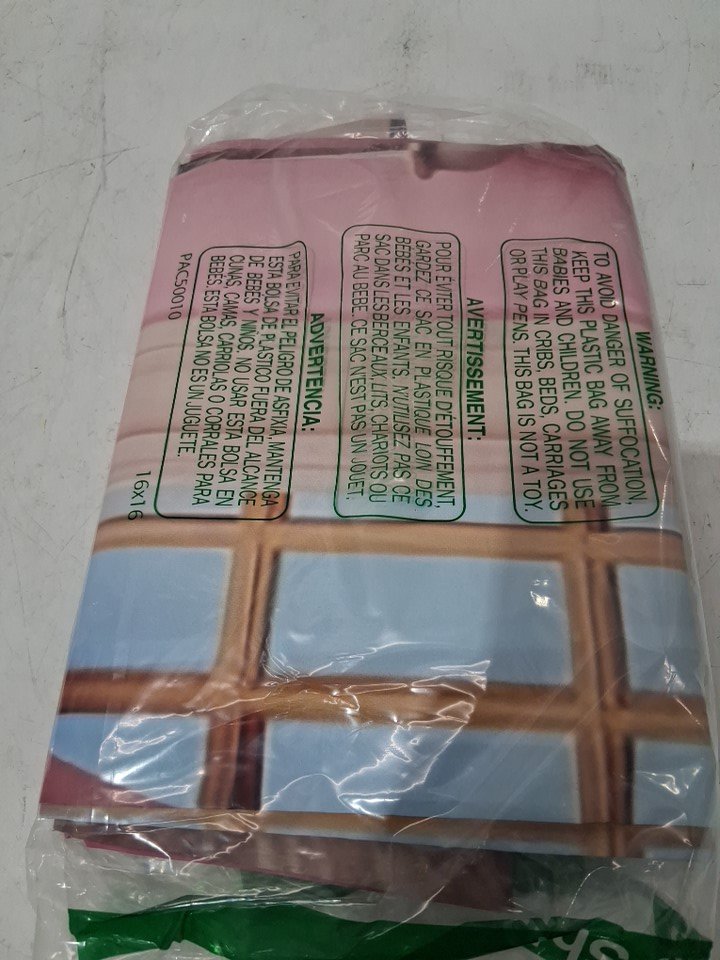 WARNING:
TO AVOID DANGER OF SUFFOCATION,
KEEP THIS PLASTIC BAG AWAY FROM
BABIES AND CHILDREN. DO NOT USE
THIS BAG IN CRIBS, BEDS, CARRIAGES
OR PLAY PENS. THIS BAG IS NOT A TOY.
AVERTISSEMENT:
POUR ÉVITER TOUT RISQUE D'ÉTOUFFEMENT,
GARDEZ CE SAC EN PLASTIQUE LOIN DES
BÉBÉS ET LES ENFANTS. N'UTILISEZ PAS CE
SAC DANS LES BERCEAUX, LITS, CHARIOTS OU
PARC AU BEBE. CE SAC N'EST PAS UN JOUET.
ADVERTENCIA:
PARA EVITAR EL PELIGRO DE ASFIXIA, MANTENGA
ESTA BOLSA DE PLASTICO FUERA DEL ALCANCE
DE BEBES Y NIÑOS. NO USAR ESTA BOLSA EN
CUNAS, CAMAS, CARRIOLAS O CORRALES PARA
BEBES. ESTA BOLSA NO ES UN JUGUETE.
PAC50010
16x16